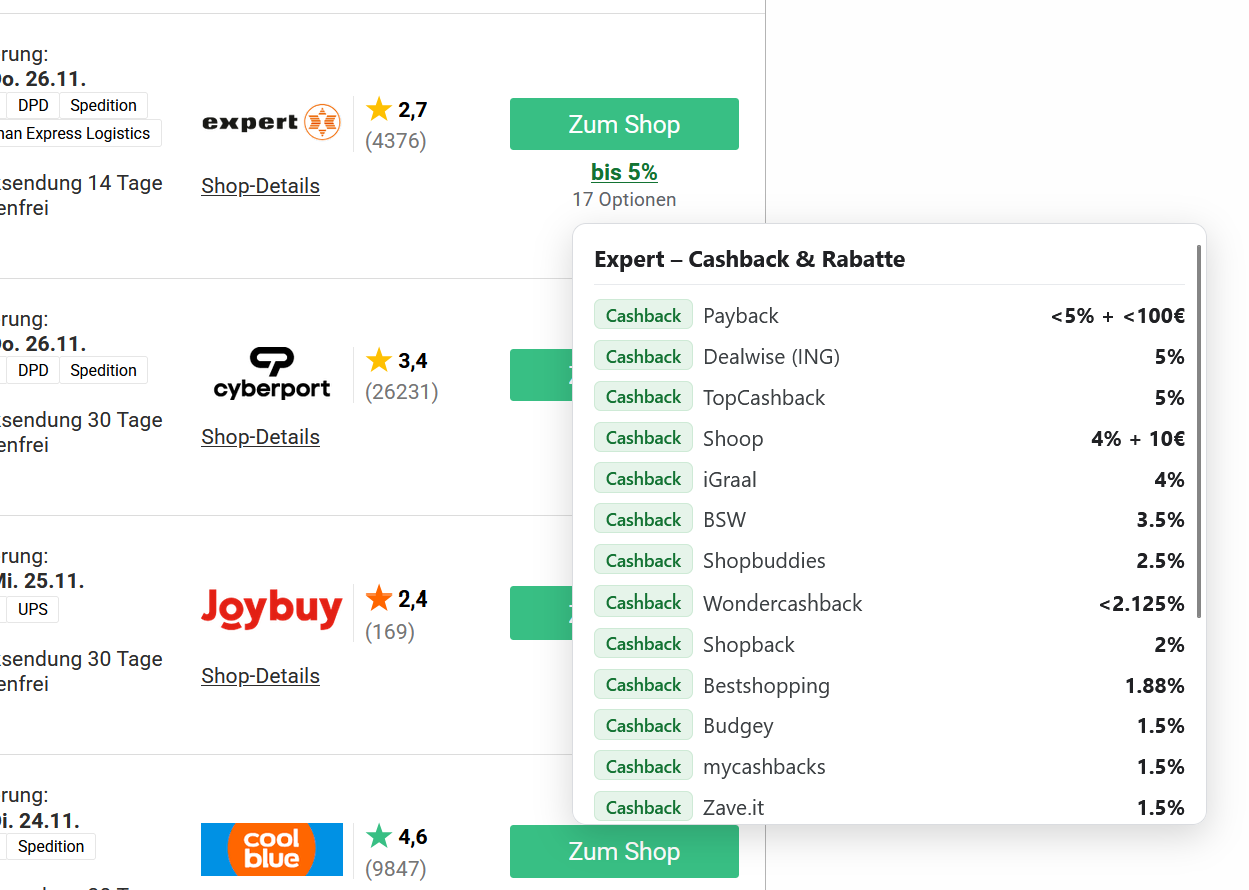 rung:
Do. 26.11.
DPD Spedition
man Express Logistics
sendung 14 Tage
enfrei
expert
2,7
(4376)
Shop-Details
Zum Shop
bis 5%
17 Optionen
Expert – Cashback & Rabatte
Cashback Payback <5% + <100€
Cashback Dealwise (ING) 5%
Cashback TopCashback 5%
Cashback Shoop 4% + 10€
Cashback iGraal 4%
Cashback BSW 3.5%
Cashback Shopbuddies 2.5%
Cashback Wondercashback <2.125%
Cashback Shopback 2%
Cashback Bestshopping 1.88%
Cashback Budgey 1.5%
Cashback mycashbacks 1.5%
Cashback Zave.it 1.5%
rung:
Do. 26.11.
DPD Spedition
sendung 30 Tage
enfrei
cyberport
3,4
(26231)
Shop-Details
rung:
Mi. 25.11.
UPS
sendung 30 Tage
enfrei
Joybuy
2,4
(169)
Shop-Details
rung:
Di. 24.11.
Spedition
cool
blue
4,6
(9847)
Zum Shop